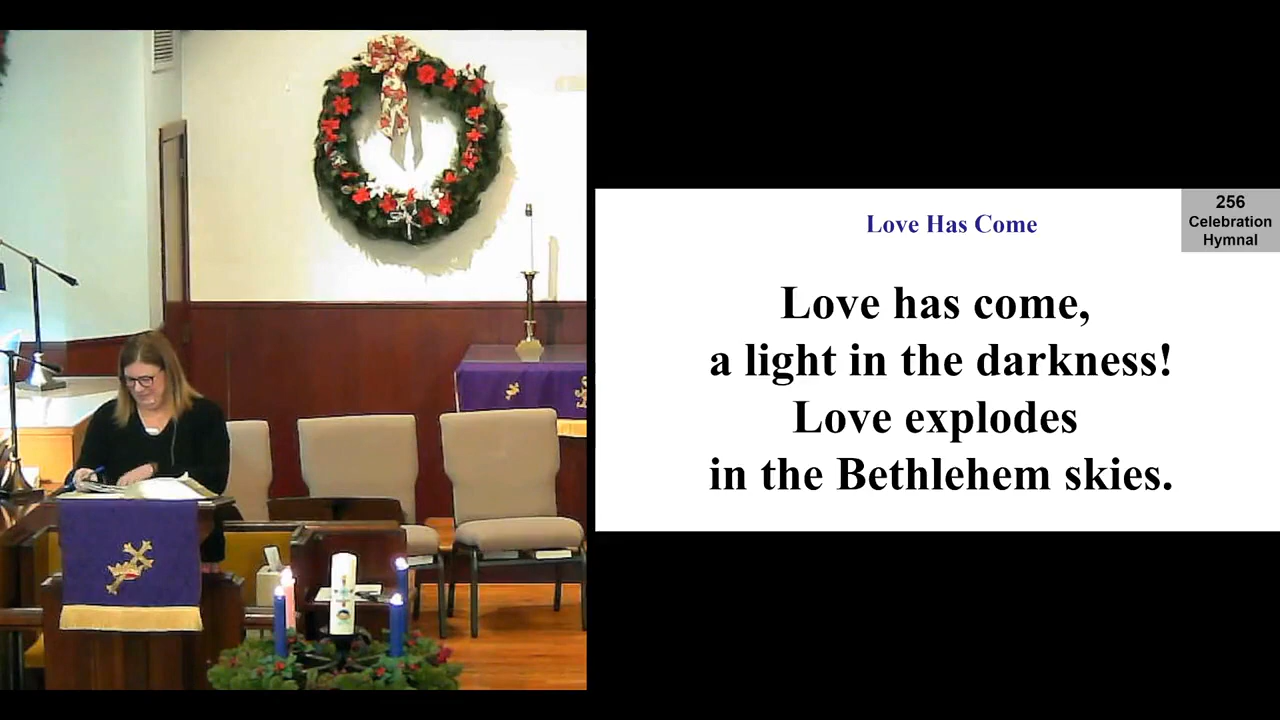 Love Has Come
256
Celebration
Hymnal
Love has come,
a light in the darkness!
Love explodes
in the Bethlehem skies.